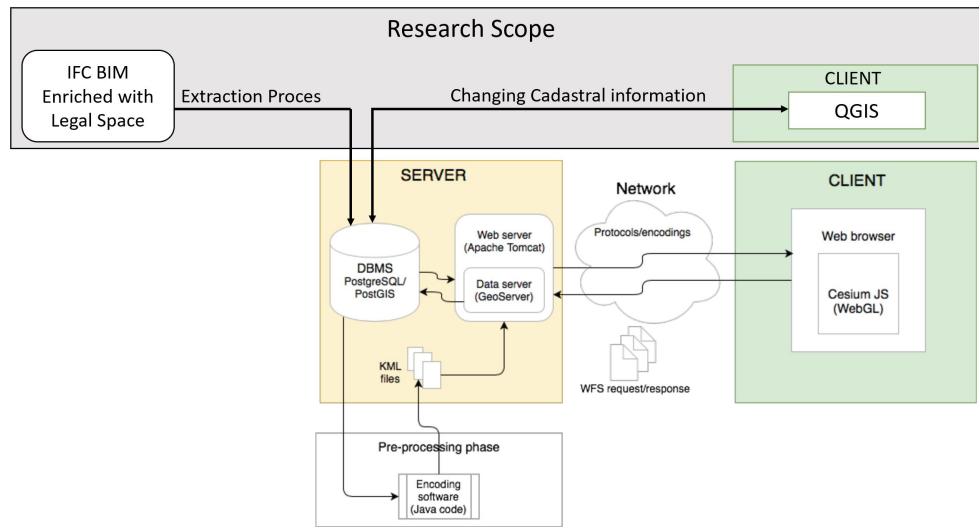 Research Scope
IFC BIM
Enriched with
Legal Space
Extraction Proces
Changing Cadastral information
CLIENT
QGIS
SERVER
DBMS
PostgreSQL/
PostGIS
Web server
(Apache Tomcat)
Data server
(GeoServer)
KML
files
Network
Protocols/encodings
WFS request/response
CLIENT
Web browser
Cesium JS
(WebGL)
Pre-processing phase
Encoding
software
(Java code)